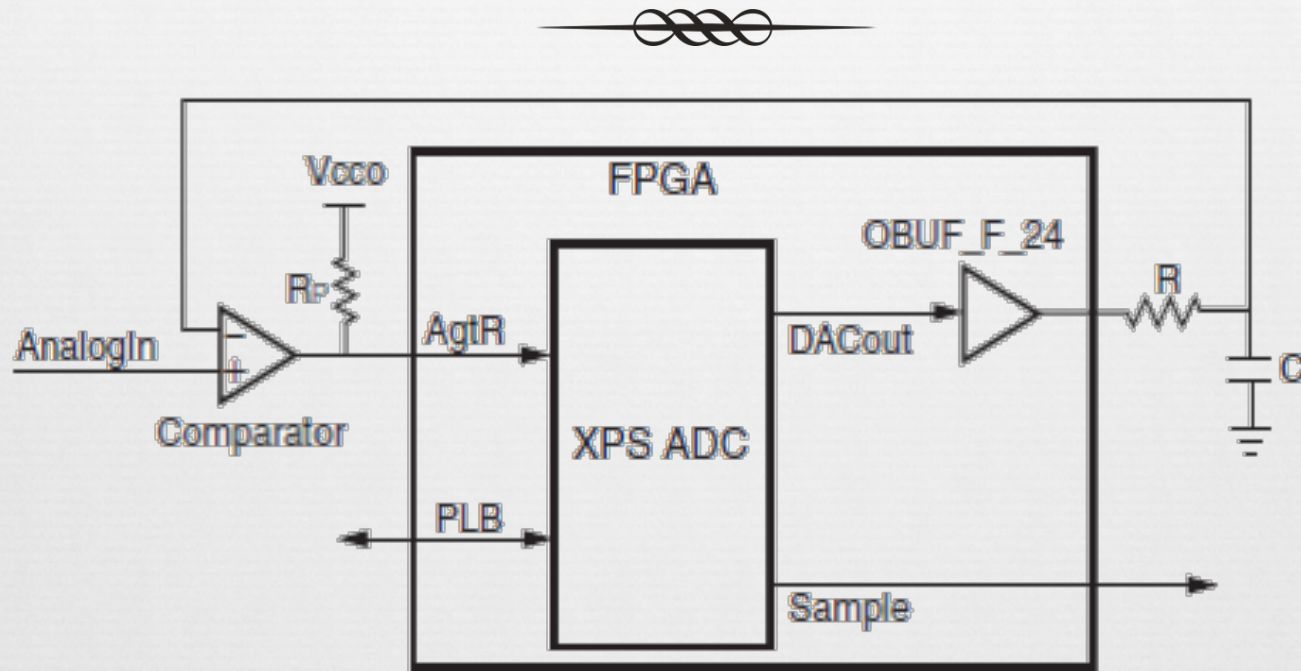 Vcco
FPGA
OBUF_F_24
RP
R
AnalogIn
AgtR
DACout
C
Comparator
XPS ADC
PLB
Sample